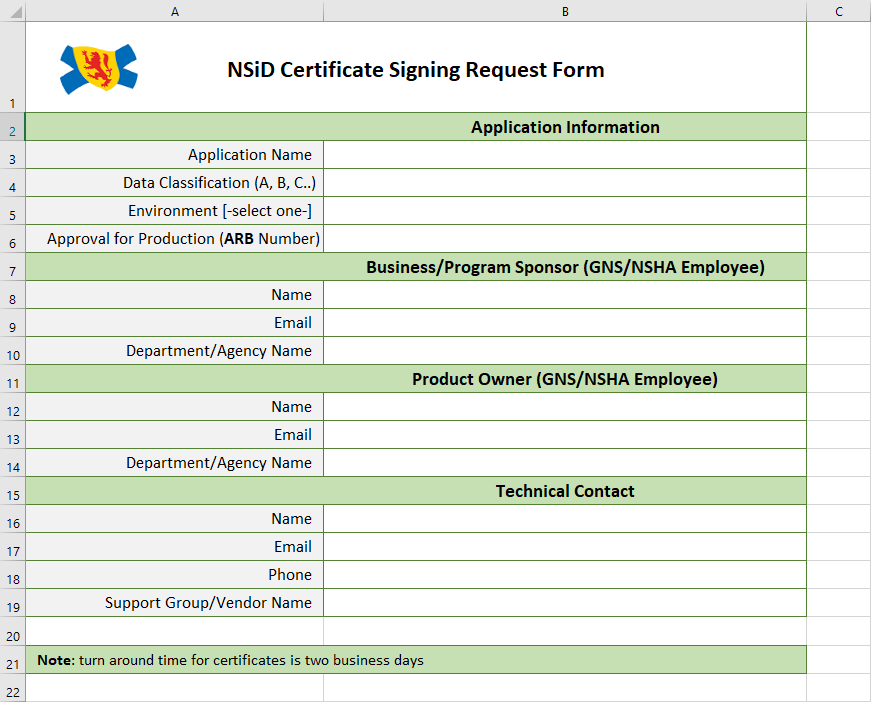 A B C
1 NSiD Certificate Signing Request Form
2 Application Information
3 Application Name
4 Data Classification (A, B, C..)
5 Environment [-select one-]
6 Approval for Production (ARB Number)
7 Business/Program Sponsor (GNS/NSHA Employee)
8 Name
9 Email
10 Department/Agency Name
11 Product Owner (GNS/NSHA Employee)
12 Name
13 Email
14 Department/Agency Name
15 Technical Contact
16 Name
17 Email
18 Phone
19 Support Group/Vendor Name
20
21 Note: turn around time for certificates is two business days
22